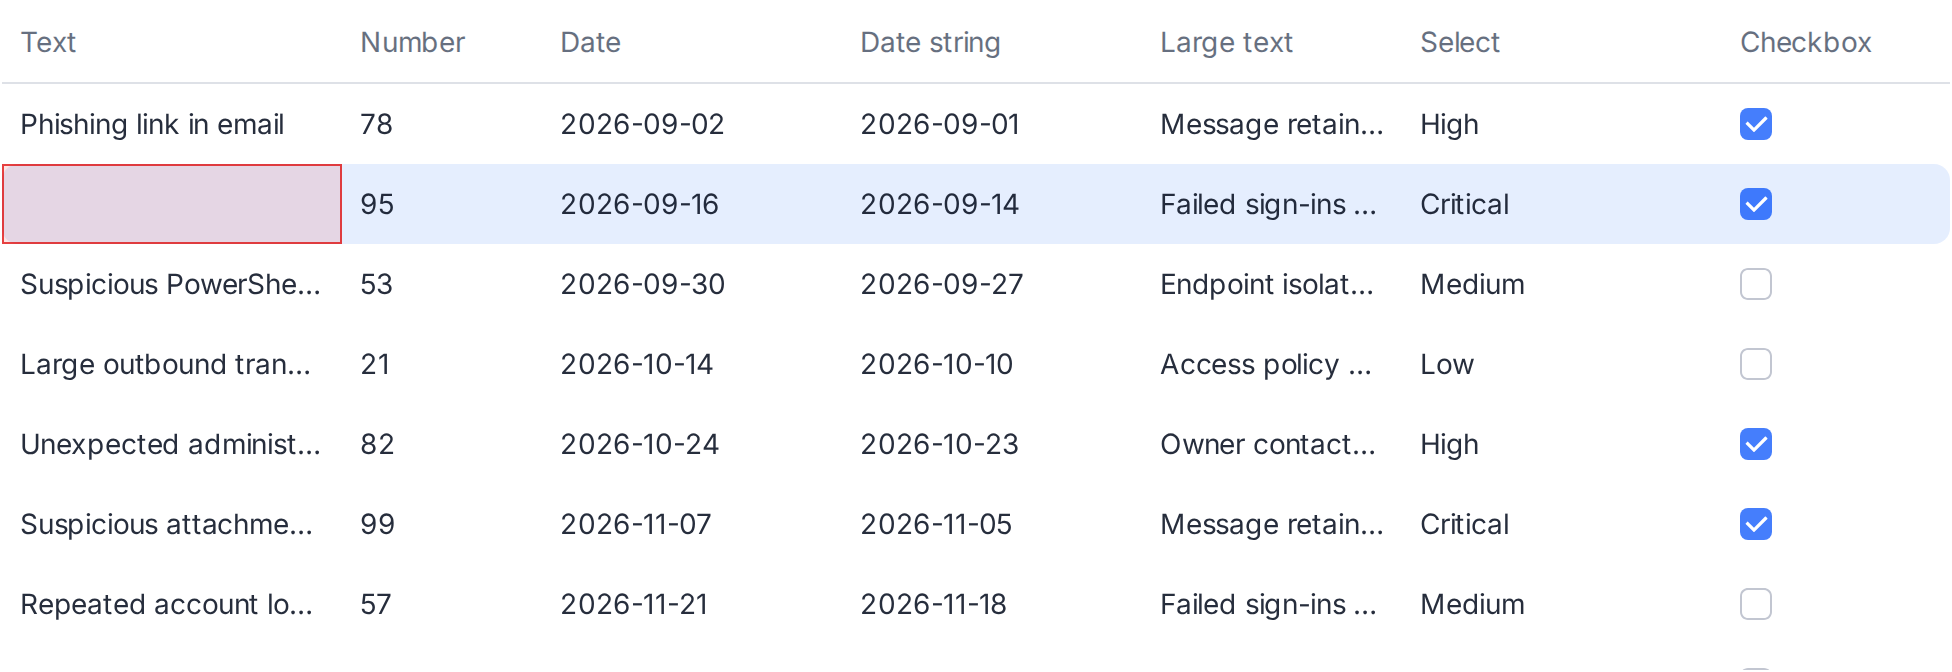 Text Number Date Date string Large text Select Checkbox
Phishing link in email 78 2026-09-02 2026-09-01 Message retain... High
95 2026-09-16 2026-09-14 Failed sign-ins ... Critical
Suspicious PowerShe... 53 2026-09-30 2026-09-27 Endpoint isolat... Medium
Large outbound tran... 21 2026-10-14 2026-10-10 Access policy ... Low
Unexpected administ... 82 2026-10-24 2026-10-23 Owner contact... High
Suspicious attachme... 99 2026-11-07 2026-11-05 Message retain... Critical
Repeated account lo... 57 2026-11-21 2026-11-18 Failed sign-ins ... Medium